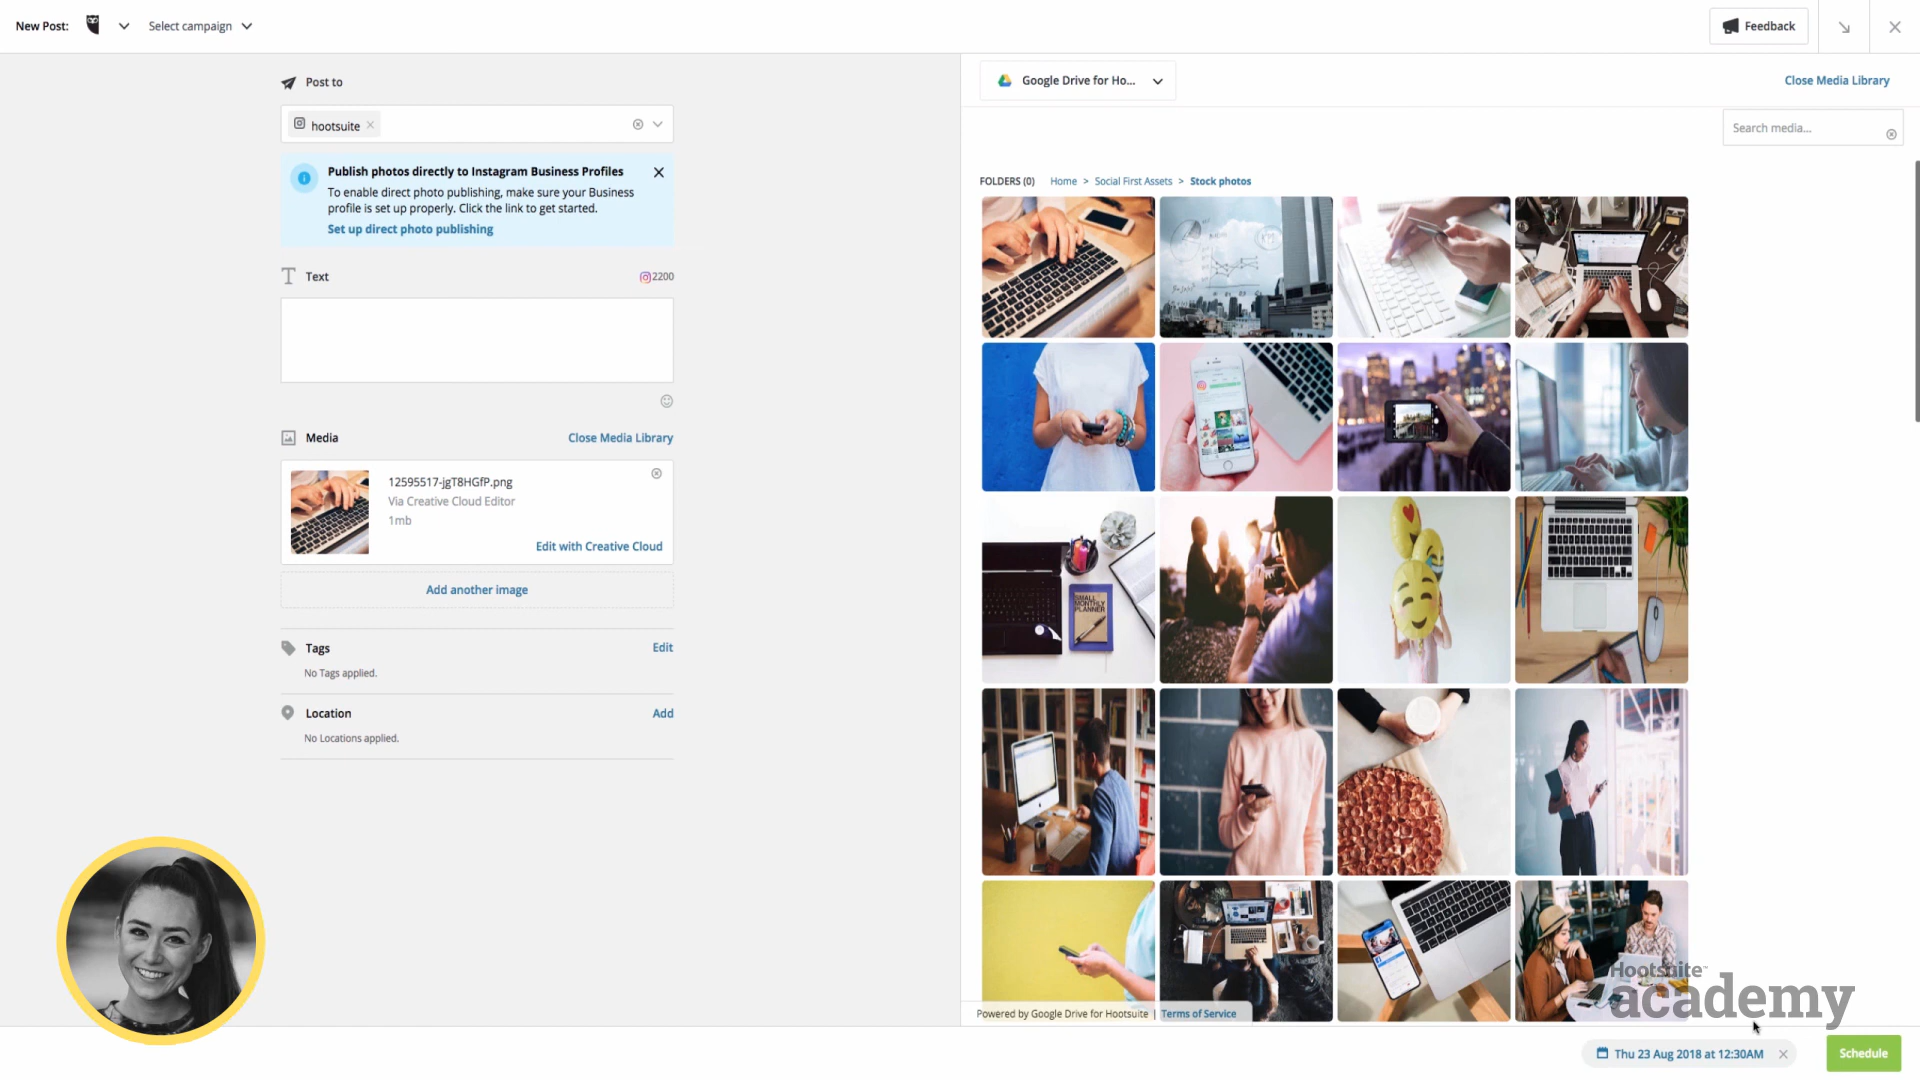 New Post:
Select campaign
Feedback
Post to
hootsuite
Publish photos directly to Instagram Business Profiles
To enable direct photo publishing, make sure your Business
profile is set up properly. Click the link to get started.
Set up direct photo publishing
Text
2200
Media
Close Media Library
12595517-jgT8HGfP.png
Via Creative Cloud Editor
1mb
Edit with Creative Cloud
Add another image
Tags
Edit
No Tags applied.
Location
Add
No Locations applied.
Google Drive for Ho...
Close Media Library
Search media...
FOLDERS (0) Home > Social First Assets > Stock photos
SMALL
MONTHLY
PLANNER
Powered by Google Drive for Hootsuite | Terms of Service
Hootsuite™
academy
Thu 23 Aug 2018 at 12:30AM
Schedule